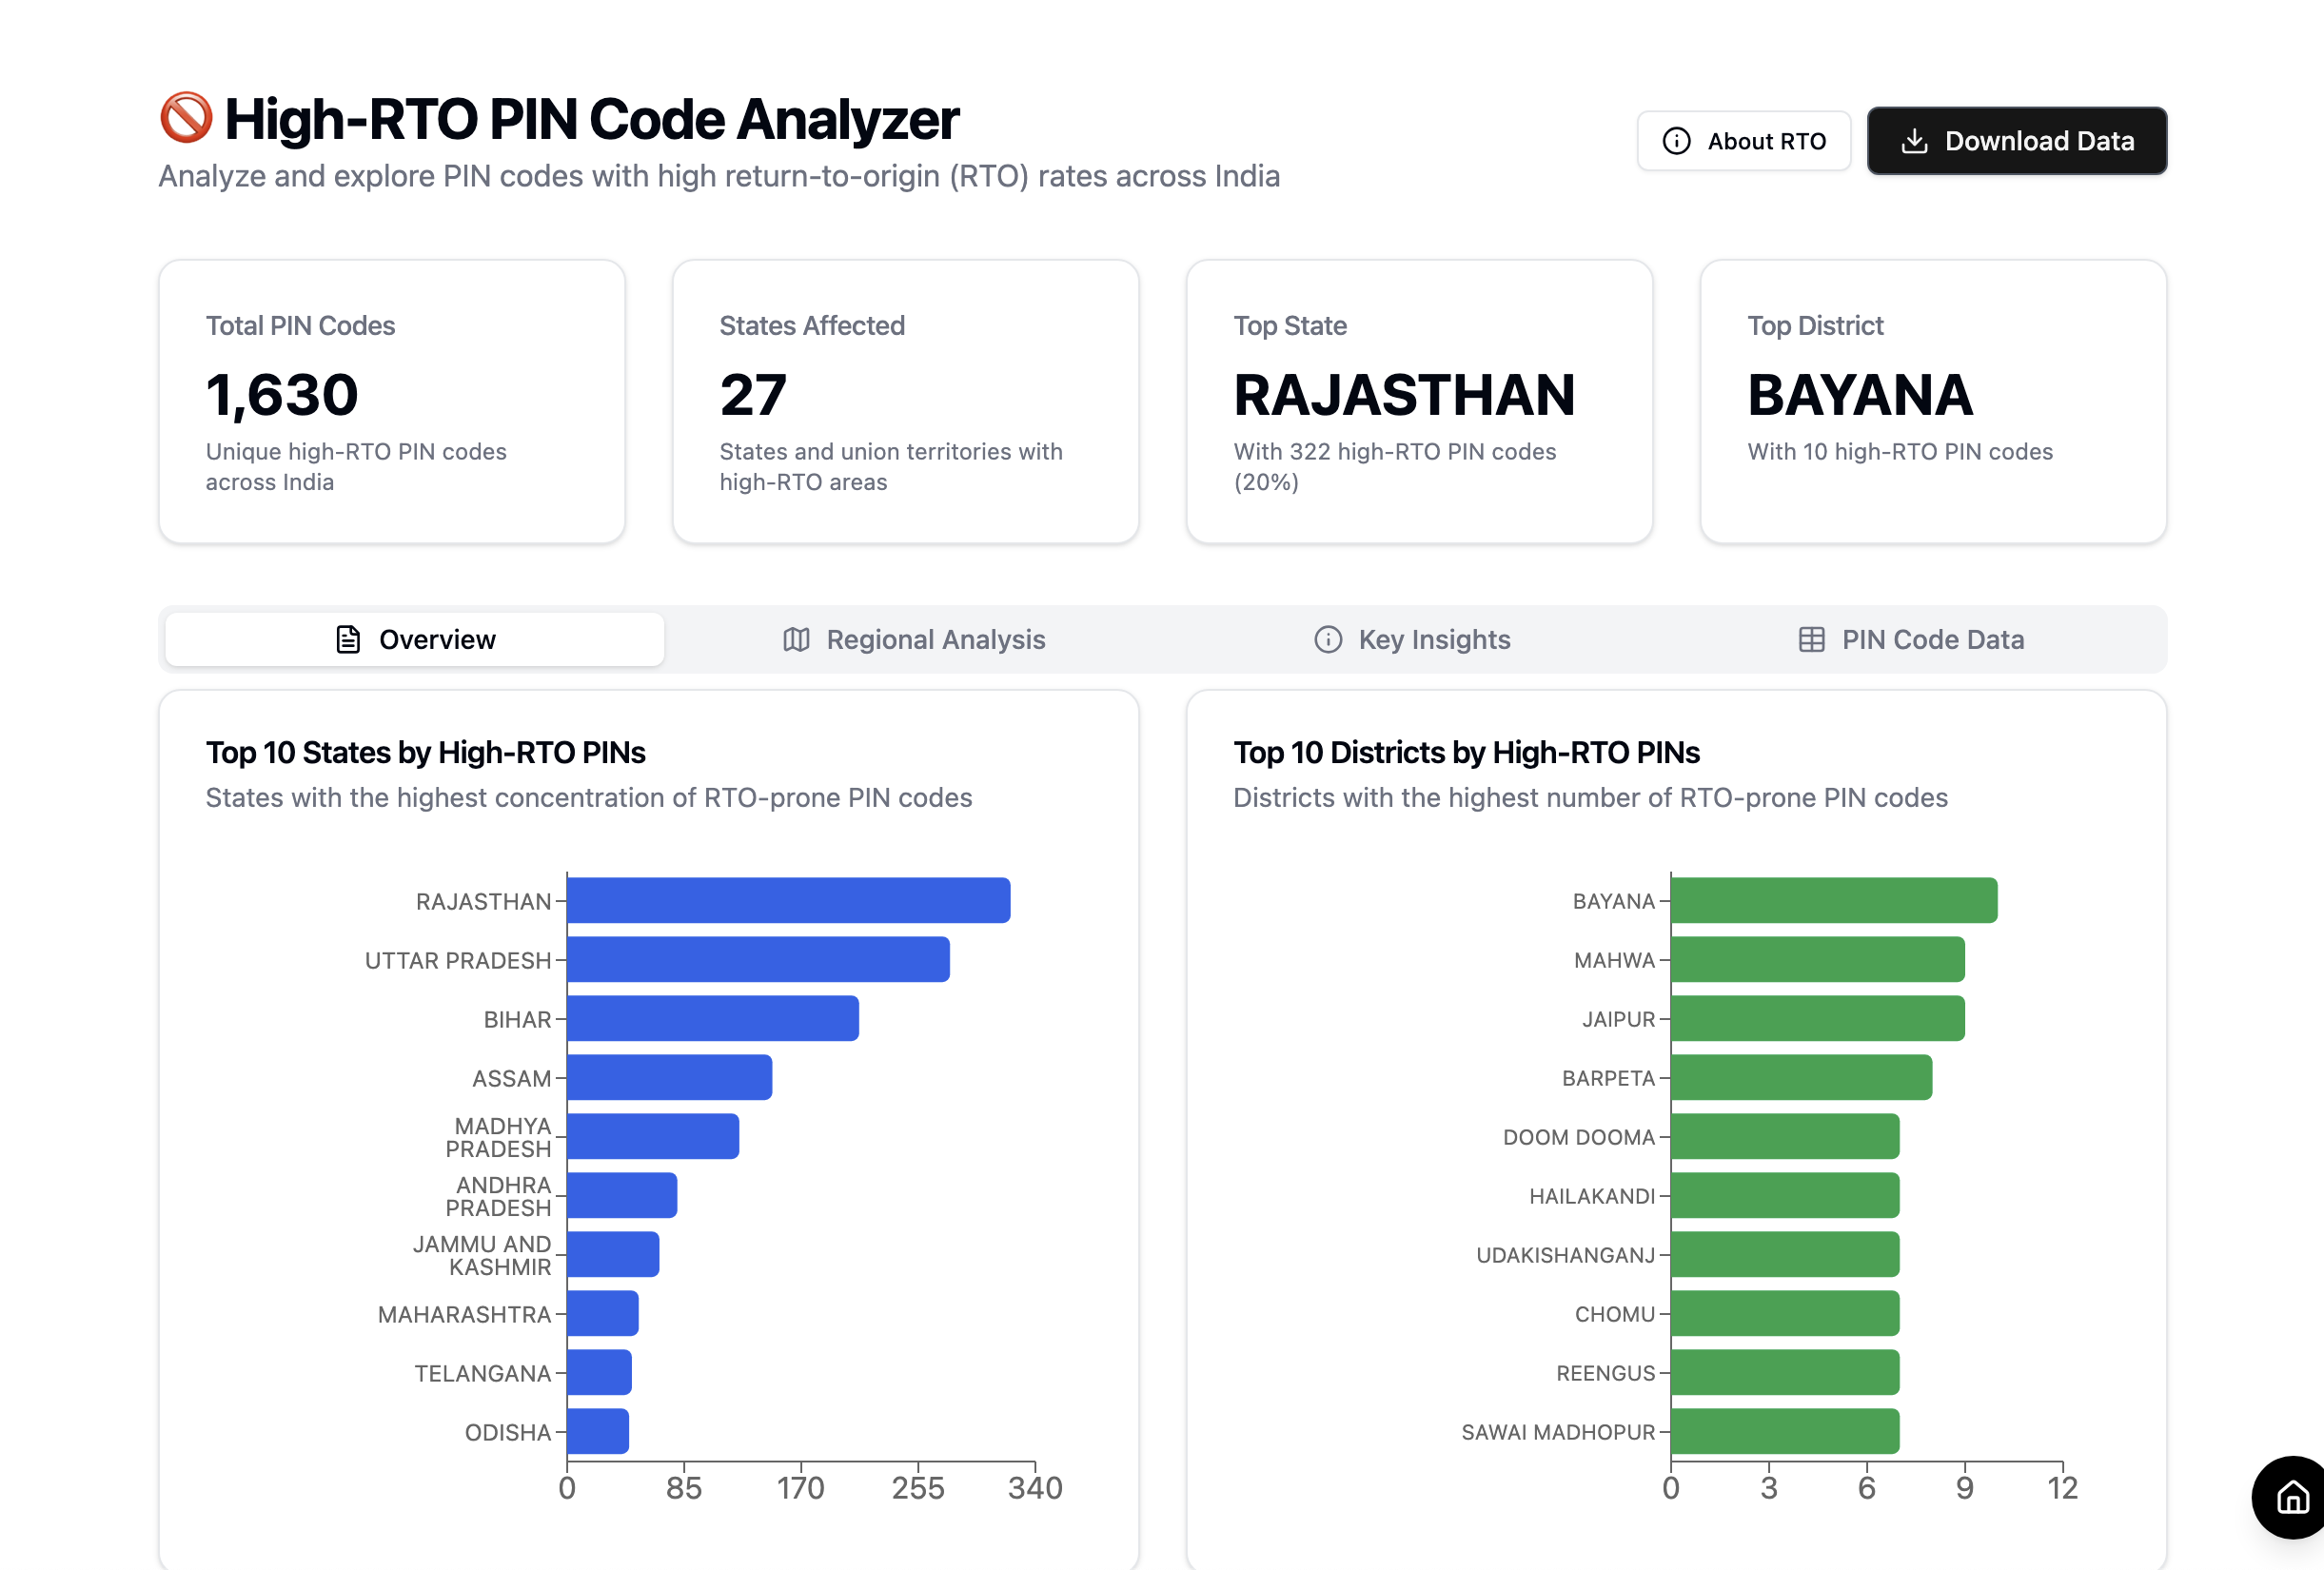 High-RTO PIN Code Analyzer
Analyze and explore PIN codes with high return-to-origin (RTO) rates across India
About RTO
Download Data
Total PIN Codes
1,630
Unique high-RTO PIN codes
across India
States Affected
27
States and union territories with
high-RTO areas
Top State
RAJASTHAN
With 322 high-RTO PIN codes
(20%)
Top District
BAYANA
With 10 high-RTO PIN codes
Overview
Regional Analysis
Key Insights
PIN Code Data
Top 10 States by High-RTO PINs
States with the highest concentration of RTO-prone PIN codes
RAJASTHAN
UTTAR PRADESH
BIHAR
ASSAM
MADHYA
PRADESH
ANDHRA
PRADESH
JAMMU AND
KASHMIR
MAHARASHTRA
TELANGANA
ODISHA
0 85 170 255 340
Top 10 Districts by High-RTO PINs
Districts with the highest number of RTO-prone PIN codes
BAYANA
MAHWA
JAIPUR
BARPETA
DOOM DOOMA
HAILAKANDI
UDAKISHANGANJ
CHOMU
REENGUS
SAWAI MADHOPUR
0 3 6 9 12